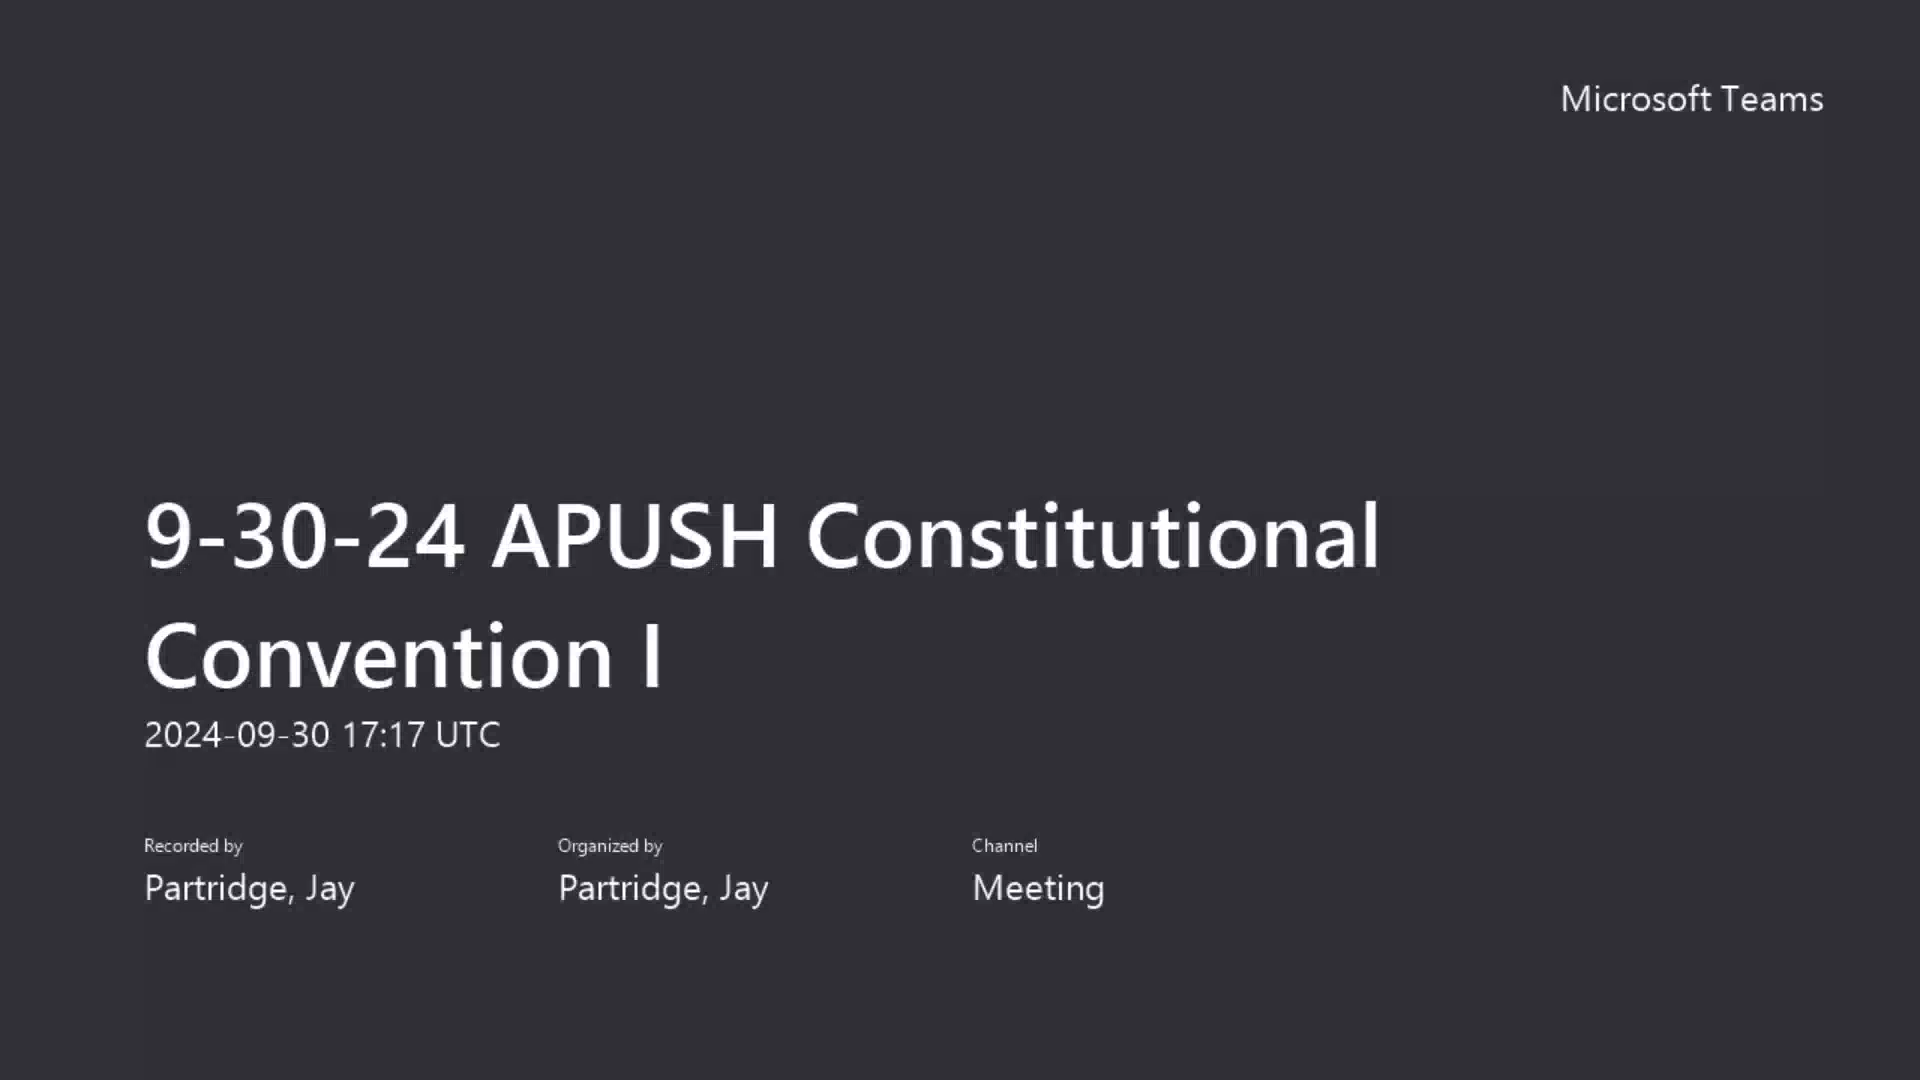 Microsoft Teams
9-30-24 APUSH Constitutional
Convention I
2024-09-30 17:17 UTC
Recorded by
Partridge, Jay
Organized by
Partridge, Jay
Channel
Meeting